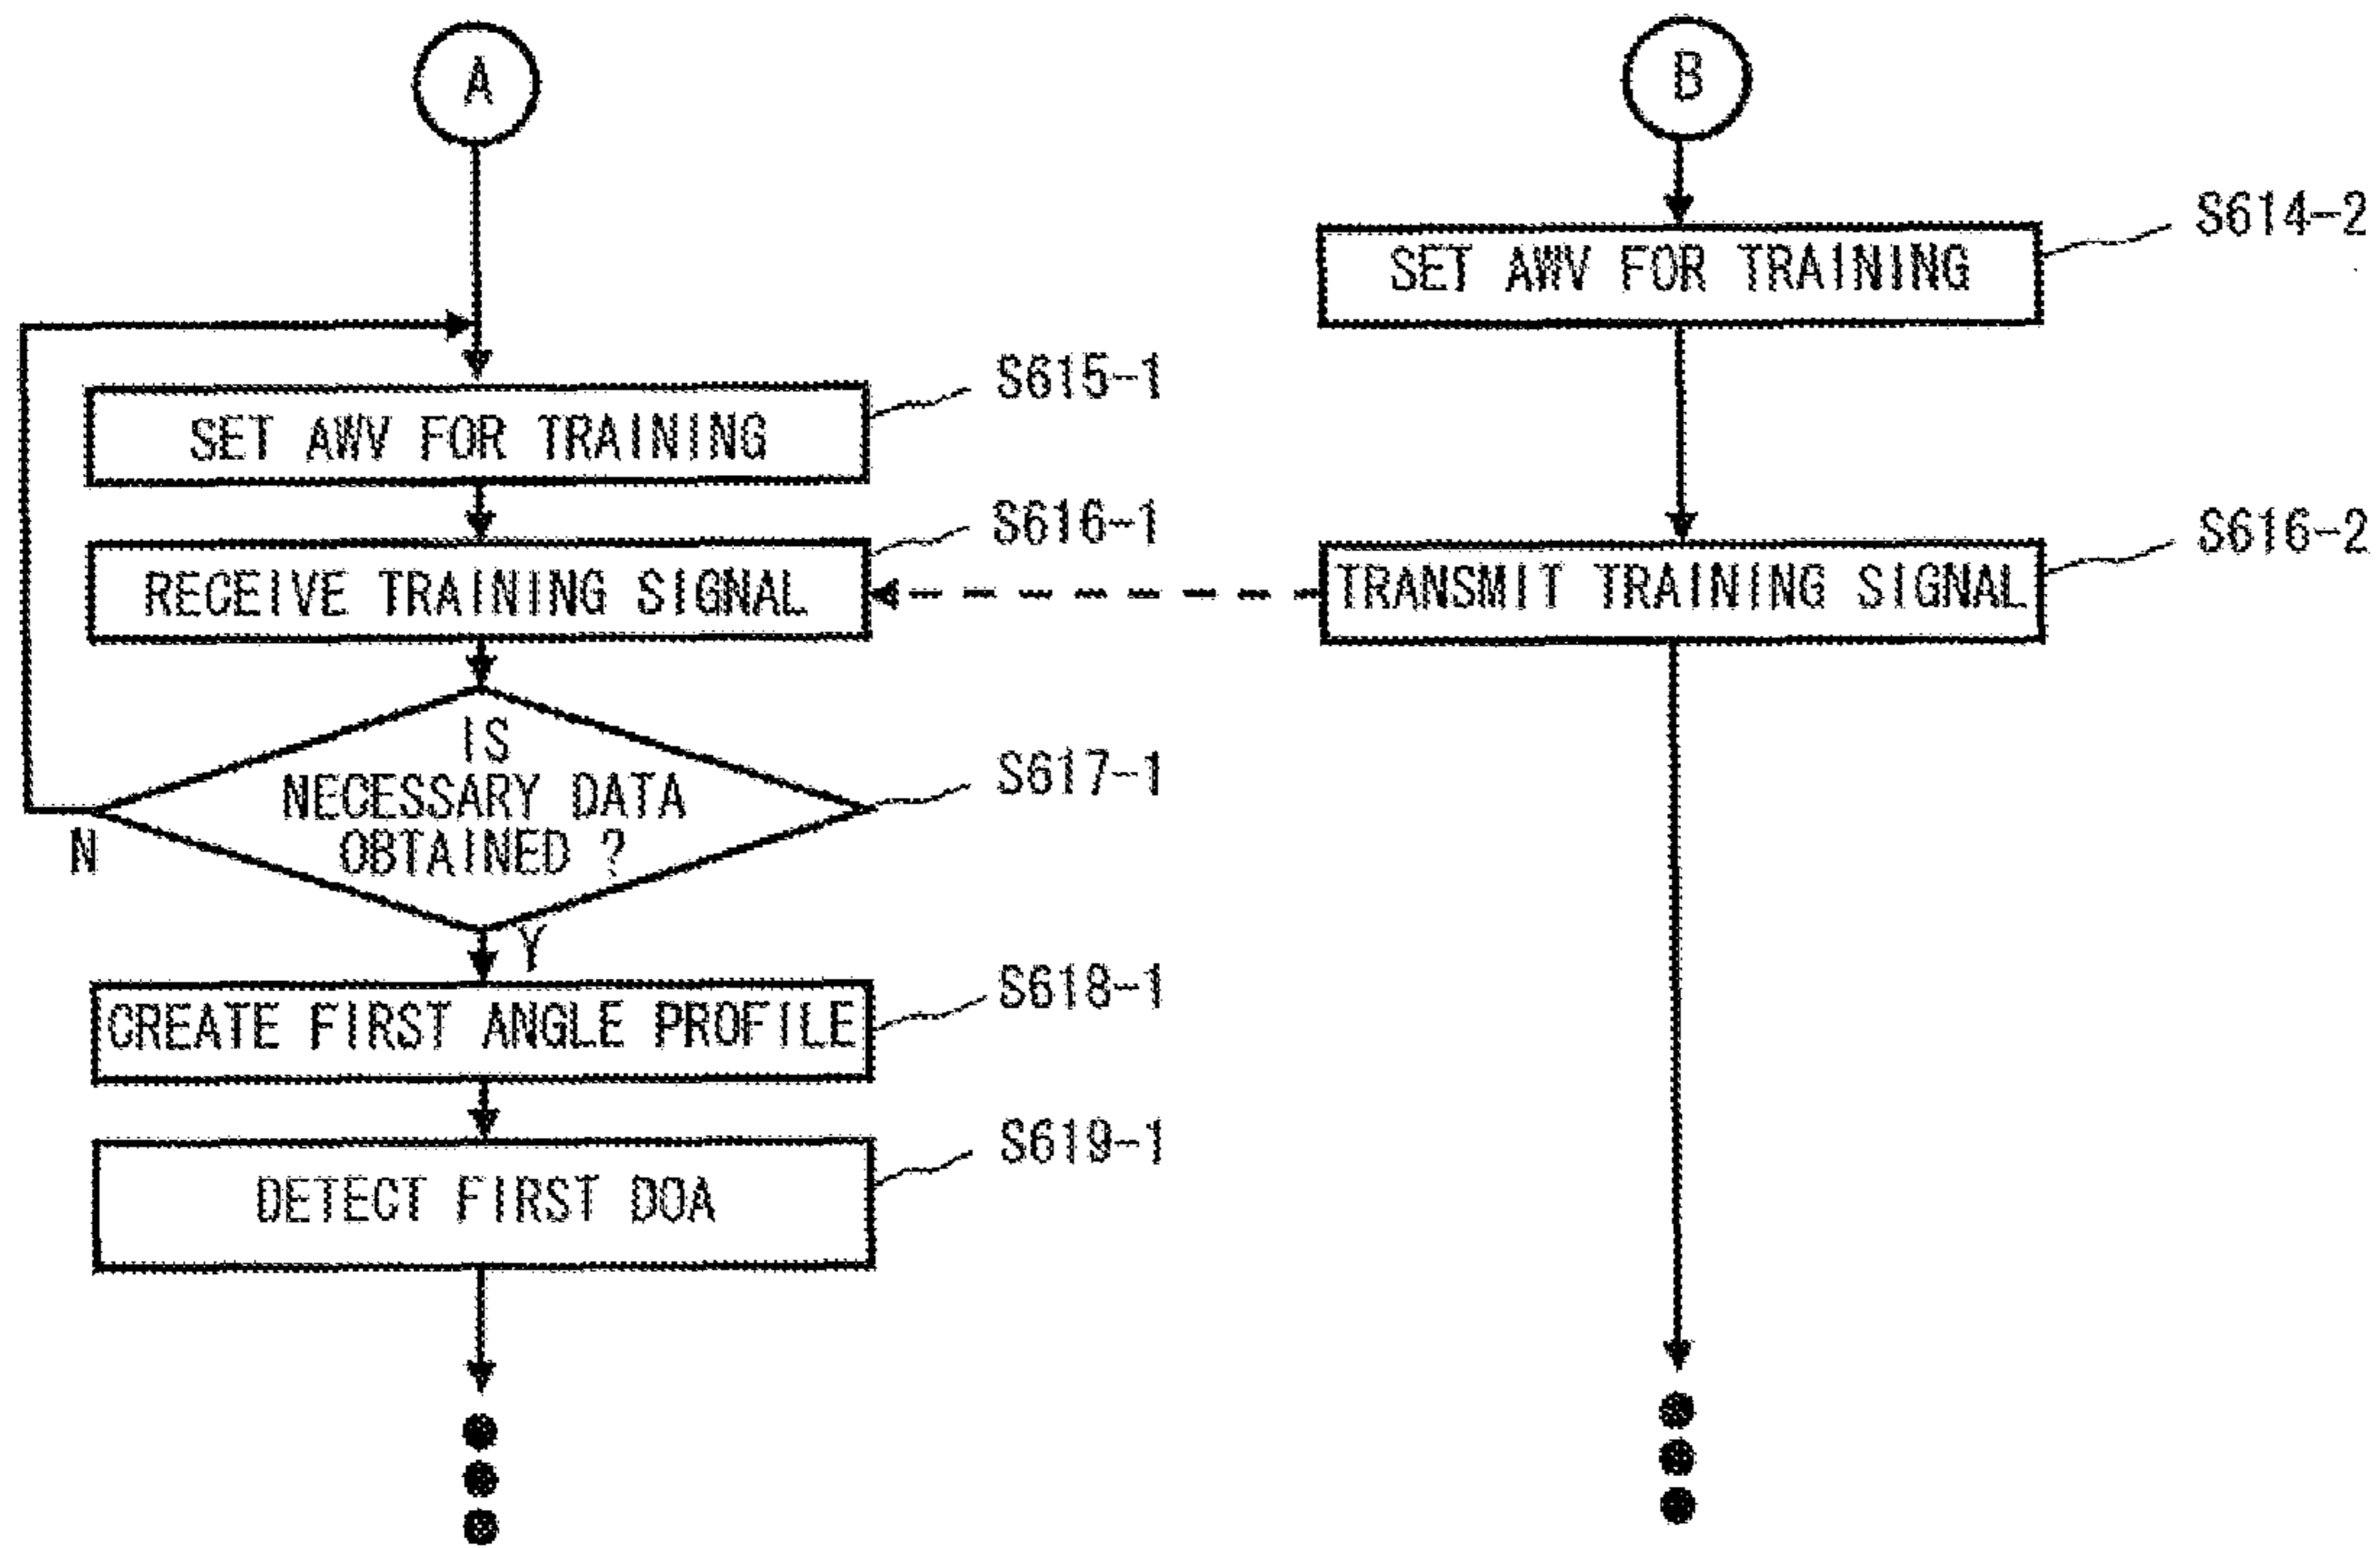 A
B
S614-2
SET AWV FOR TRAINING
S615-1
SET AWV FOR TRAINING
S616-1
S616-2
RECEIVE TRAINING SIGNAL
TRANSMIT TRAINING SIGNAL
IS
NECESSARY DATA
OBTAINED ?
S617-1
N
Y
S618-1
CREATE FIRST ANGLE PROFILE
S619-1
DETECT FIRST DOA